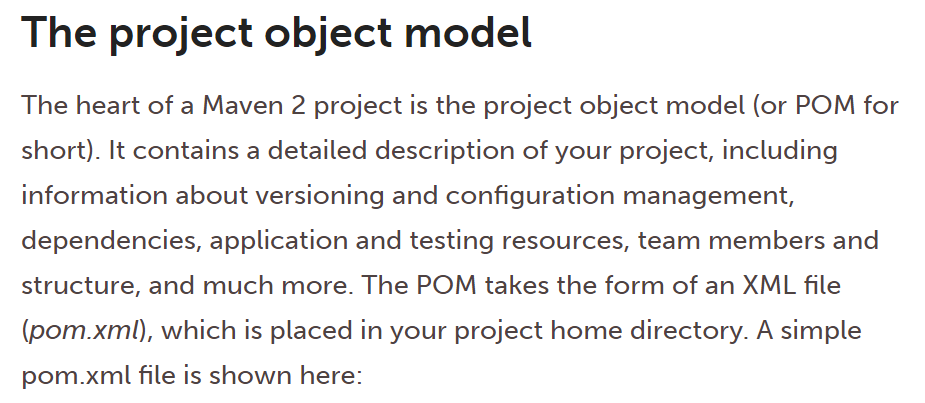 The project object model
The heart of a Maven 2 project is the project object model (or POM for
short). It contains a detailed description of your project, including
information about versioning and configuration management,
dependencies, application and testing resources, team members and
structure, and much more. The POM takes the form of an XML file
(pom.xml), which is placed in your project home directory. A simple
pom.xml file is shown here: